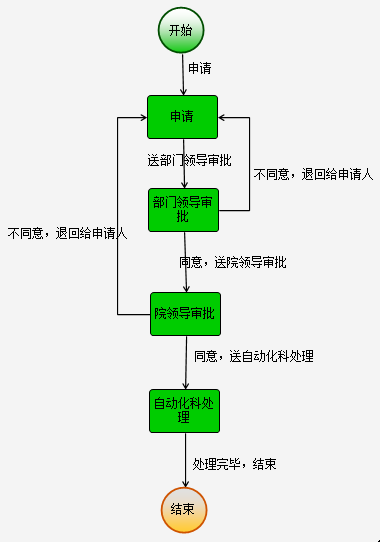 开始
申请
申请
送部门领导审批
不同意，退回给申请人
部门领导审
批
不同意，退回给申请人
同意，送院领导审批
院领导审批
同意，送自动化科处理
自动化科处
理
处理完毕，结束
结束